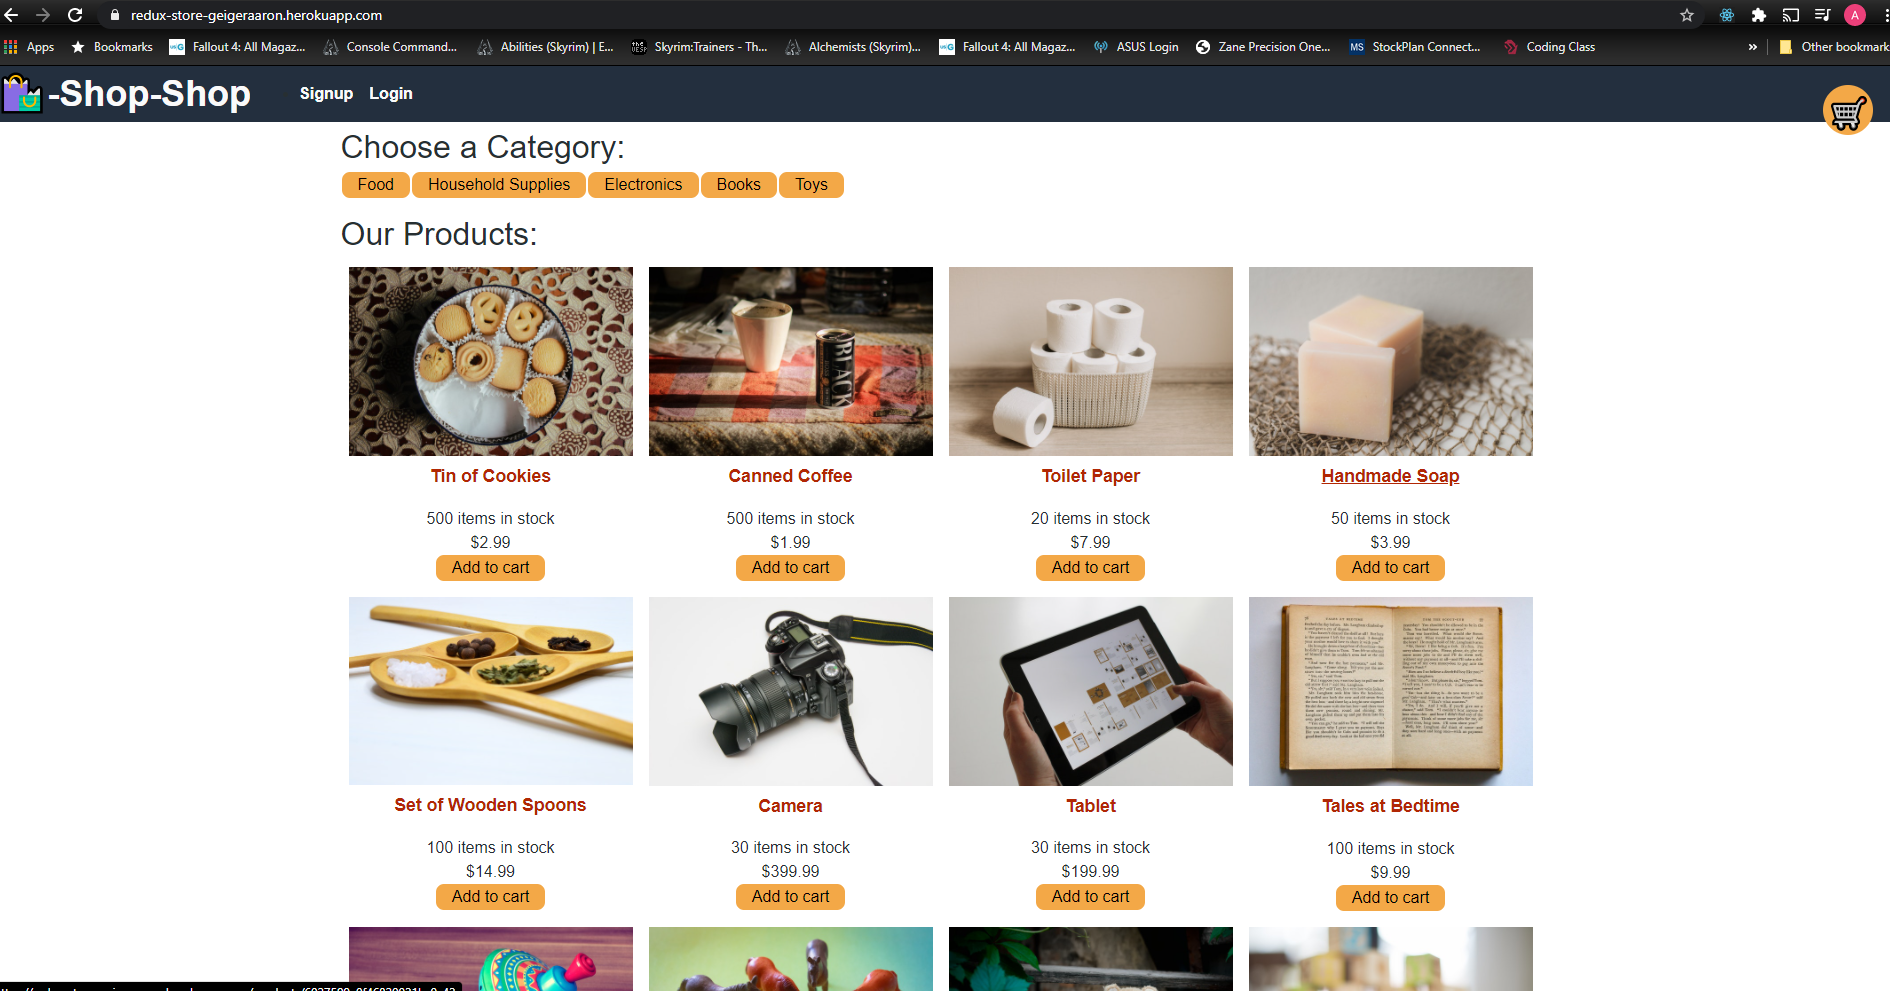 redux-store-geigeraaron.herokuapp.com
A
Apps Bookmarks Fallout 4: All Magaz... Console Command... Abilities (Skyrim) | E... Skyrim:Trainers - Th... Alchemists (Skyrim)... Fallout 4: All Magaz... ASUS Login Zane Precision One... MS StockPlan Connect... Coding Class » Other bookmark
-Shop-Shop Signup Login
Choose a Category:
Food Household Supplies Electronics Books Toys
Our Products:
BLACK
Tin of Cookies Canned Coffee Toilet Paper Handmade Soap
500 items in stock 500 items in stock 20 items in stock 50 items in stock
$2.99 $1.99 $7.99 $3.99
Add to cart Add to cart Add to cart Add to cart
Set of Wooden Spoons Camera Tablet Tales at Bedtime
100 items in stock 30 items in stock 30 items in stock 100 items in stock
$14.99 $399.99 $199.99 $9.99
Add to cart Add to cart Add to cart Add to cart